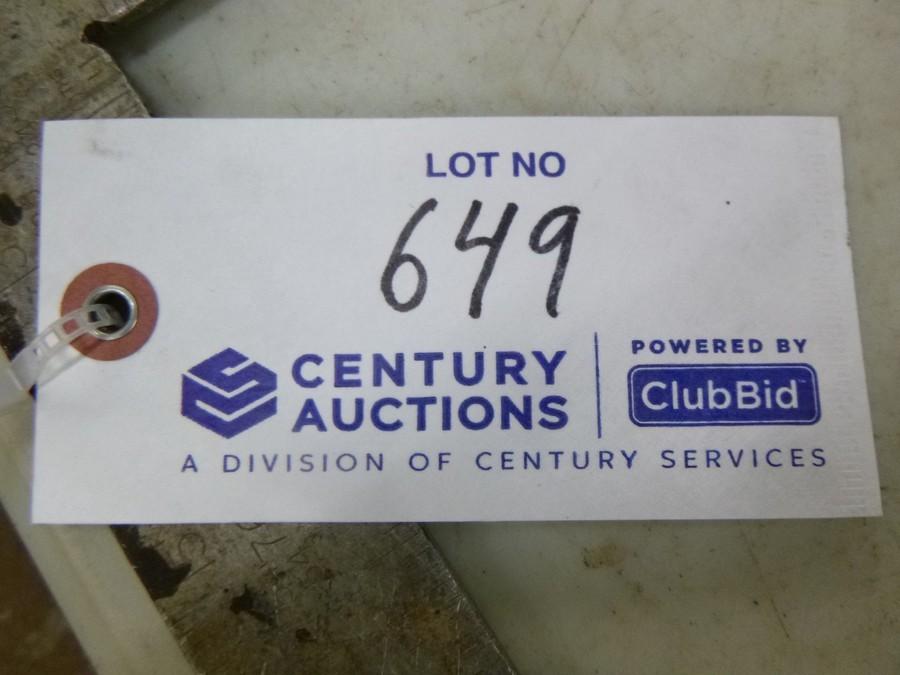 LOT NO
649
CENTURY
AUCTIONS
POWERED BY
ClubBid
A DIVISION OF CENTURY SERVICES